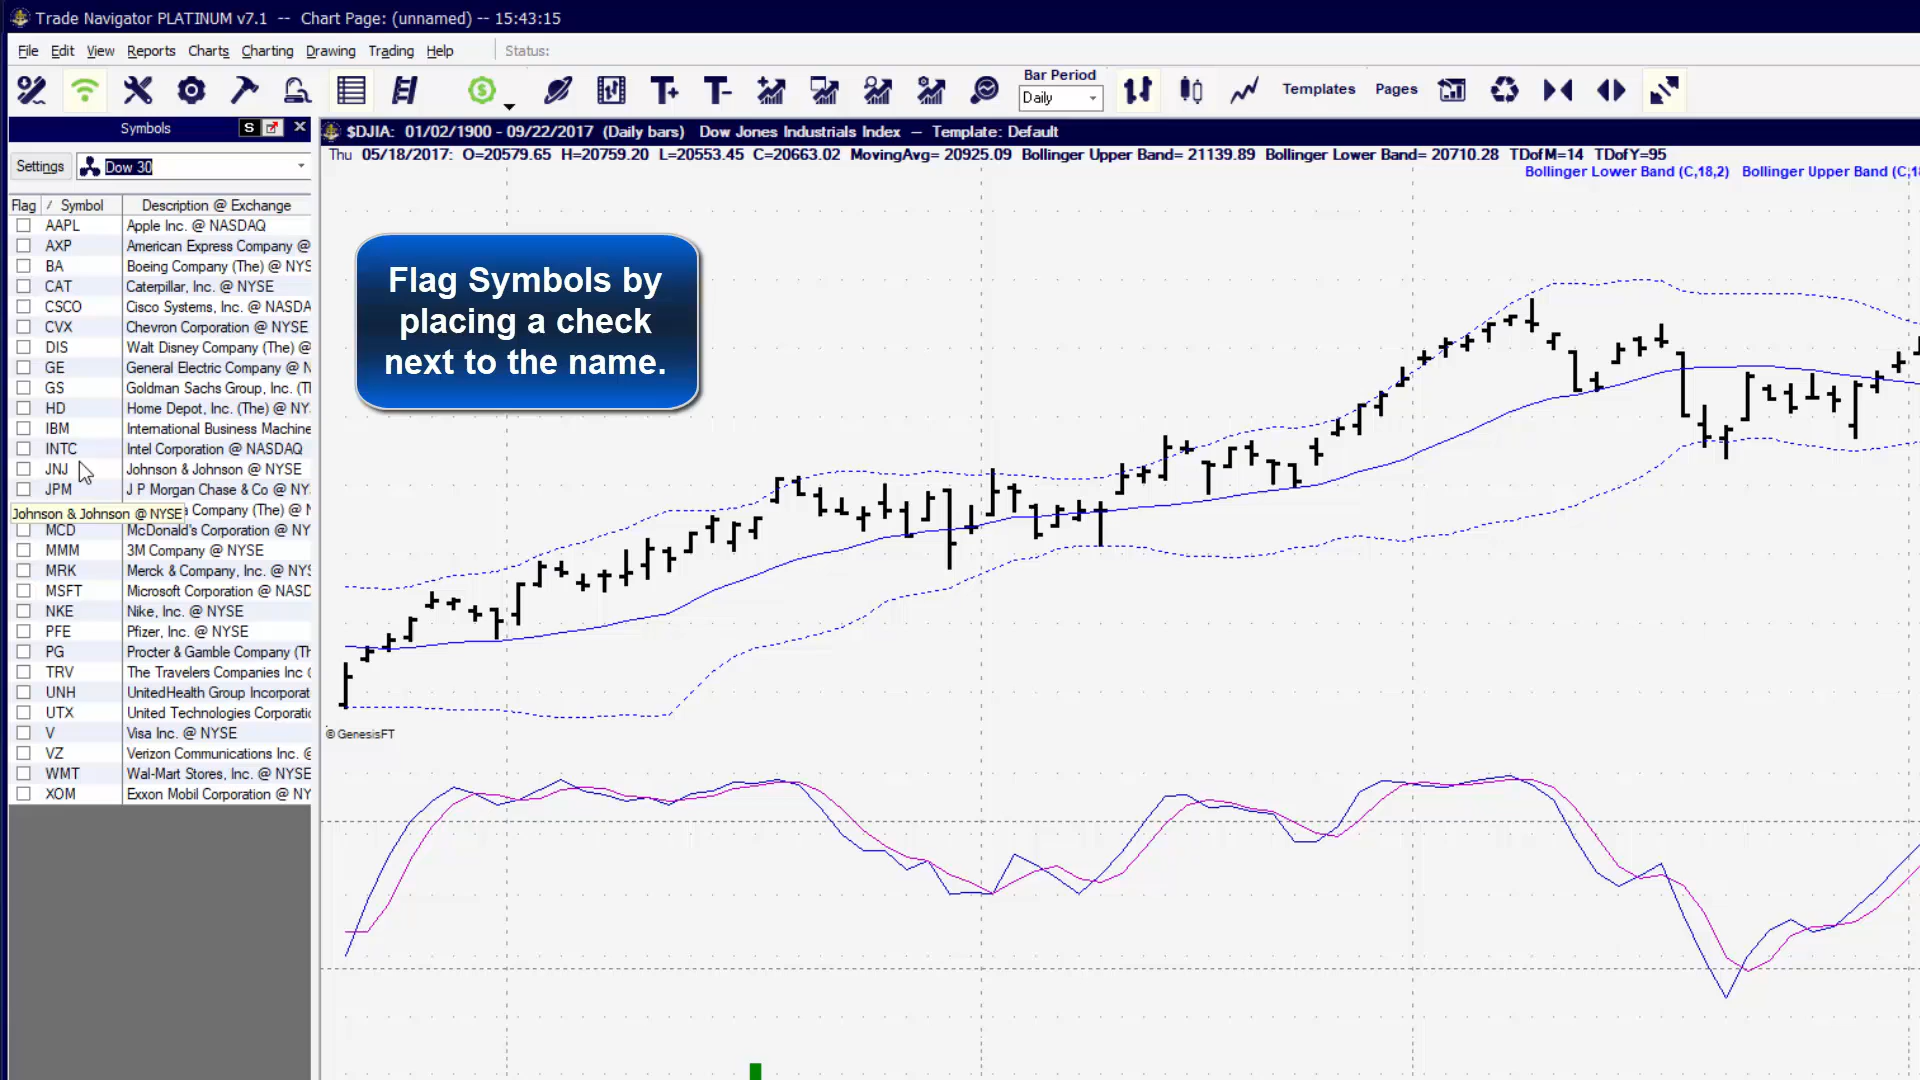 Trade Navigator PLATINUM v7.1 -- Chart Page: (unnamed) -- 15:43:15
File Edit View Reports Charts Charting Drawing Trading Help Status:
Bar Period
Daily
Templates Pages
Symbols S
$DJIA: 01/02/1900 - 09/22/2017 (Daily bars) Dow Jones Industrials Index — Template: Default
Thu 05/18/2017: O=20579.65 H=20759.20 L=20553.45 C=20663.02 MovingAvg= 20925.09 Bollinger Upper Band= 21139.89 Bollinger Lower Band= 20710.28 TDofM=14 TDofY=95
Bollinger Lower Band (C,18,2) Bollinger Upper Band (C,18
Settings Dow 30
Flag / Symbol Description @ Exchange
AAPL Apple Inc. @ NASDAQ
AXP American Express Company @
BA Boeing Company (The) @ NYS
CAT Caterpillar, Inc. @ NYSE
CSCO Cisco Systems, Inc. @ NASDA
CVX Chevron Corporation @ NYSE
DIS Walt Disney Company (The) @
GE General Electric Company @ N
GS Goldman Sachs Group, Inc. (T
HD Home Depot, Inc. (The) @ NY
IBM International Business Machine
INTC Intel Corporation @ NASDAQ
JNJ Johnson & Johnson @ NYSE
JPM J P Morgan Chase & Co @ NY
Johnson & Johnson @ NYSE a Company (The) @ N
MCD McDonald's Corporation @ NY
MMM 3M Company @ NYSE
MRK Merck & Company, Inc. @ NYS
MSFT Microsoft Corporation @ NASD
NKE Nike, Inc. @ NYSE
PFE Pfizer, Inc. @ NYSE
PG Procter & Gamble Company (Th
TRV The Travelers Companies Inc
UNH UnitedHealth Group Incorporat
UTX United Technologies Corporati
V Visa Inc. @ NYSE
VZ Verizon Communications Inc. @
WMT Wal-Mart Stores, Inc. @ NYSE
XOM Exxon Mobil Corporation @ NY
Flag Symbols by
placing a check
next to the name.
© GenesisFT